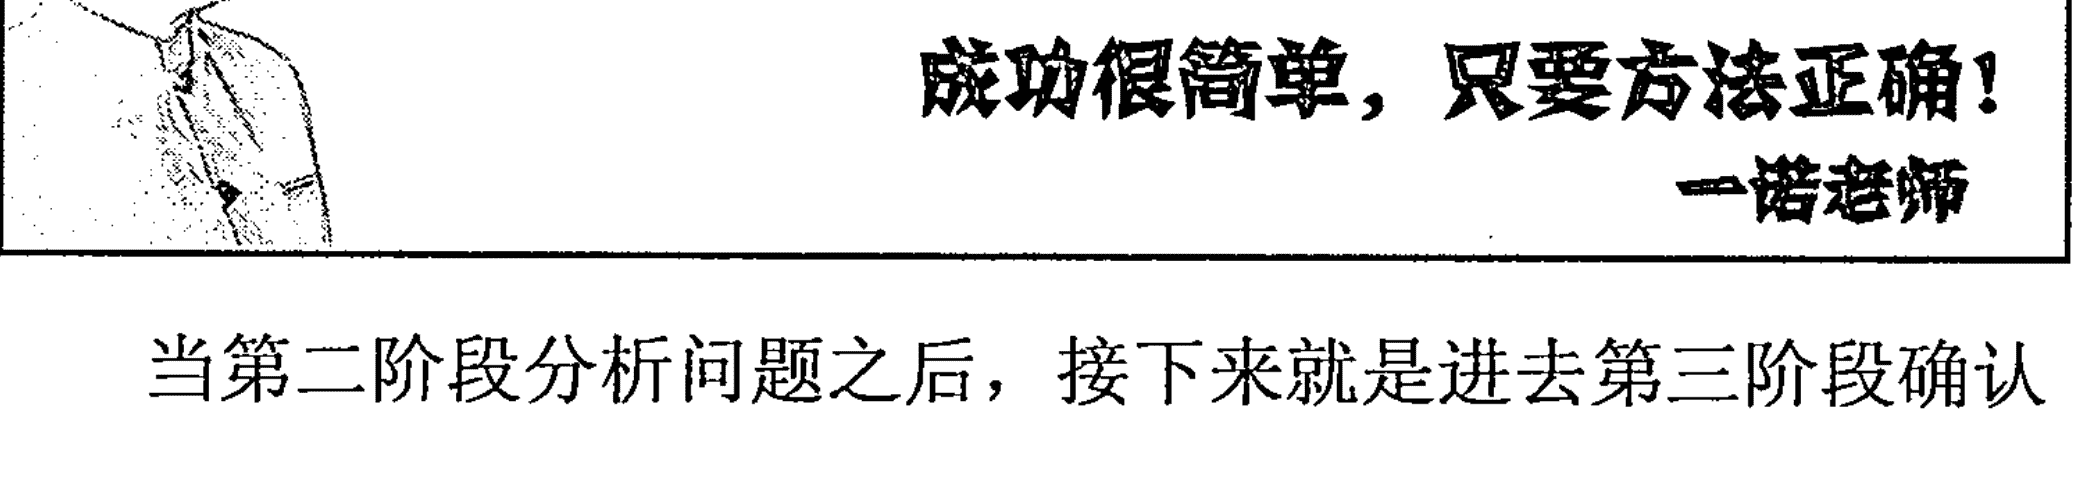 成功很简单，只要方法正确！
一诺老师
当第二阶段分析问题之后，接下来就是进去第三阶段确认